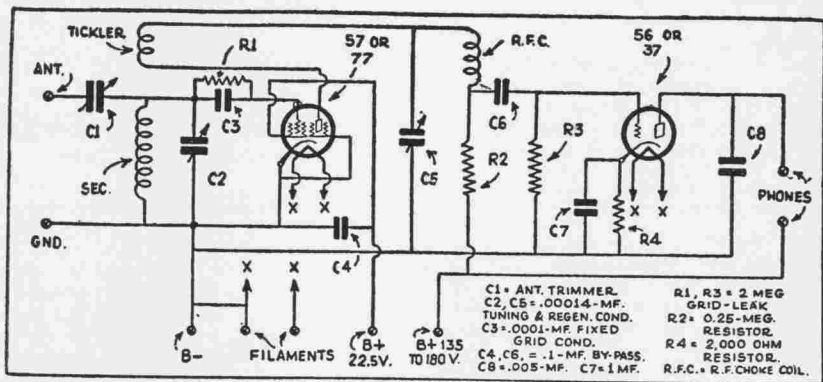 TICKLER
R1
57 OR
77
R.F.C.
56 OR
37
ANT.
C1
C3
C6
R3
C8
SEC.
C2
C5
R2
PHONES
X X
C7
X X
R4
GND.
C4
X X
B-
FILAMENTS
B+
22.5V.
B+135
TO 180 V.
C1= ANT. TRIMMER
C2, C5= .00014-MF.
TUNING & REGEN. COND.
C3= .0001-MF. FIXED
GRID COND.
C4, C6, = .1-MF. BY-PASS.
C8= .005-MF. C7= 1 MF.
R1, R3= 2 MEG
GRID-LEAK
R2= 0.25-MEG.
RESISTOR
R4= 2,000 OHM
RESISTOR.
R.F.C.= R.F. CHOKE COIL.